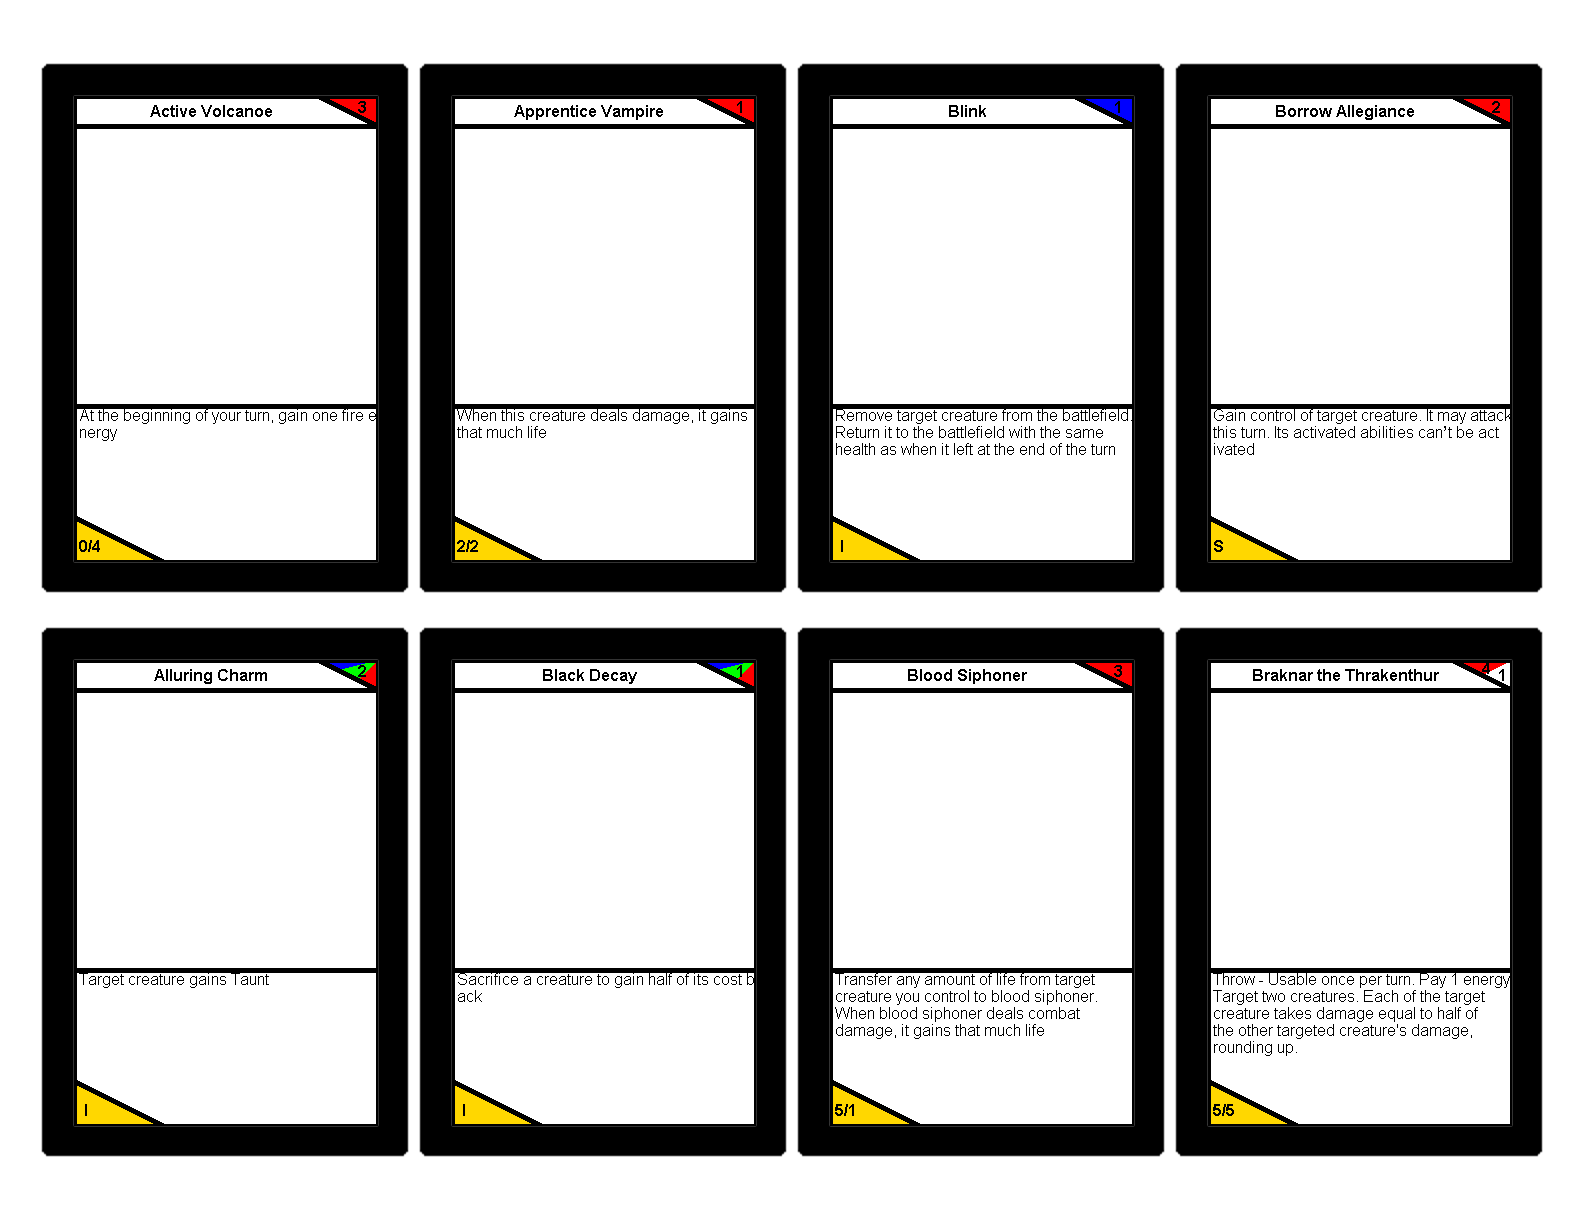 Active Volcanoe 3
At the beginning of your turn, gain one fire e
nergy
0/4
Apprentice Vampire 1
When this creature deals damage, it gains
that much life
2/2
Blink 1
Remove target creature from the battlefield.
Return it to the battlefield with the same
health as when it left at the end of the turn
I
Borrow Allegiance 2
Gain control of target creature. It may attack
this turn. Its activated abilities can't be act
ivated
S
Alluring Charm 2
Target creature gains Taunt
I
Black Decay 1
Sacrifice a creature to gain half of its cost b
ack
I
Blood Siphoner 3
Transfer any amount of life from target
creature you control to blood siphoner.
When blood siphoner deals combat
damage, it gains that much life
5/1
Braknar the Thrakenthur 4 1
Throw - Usable once per turn. Pay 1 energy
Target two creatures. Each of the target
creature takes damage equal to half of
the other targeted creature's damage,
rounding up.
5/5